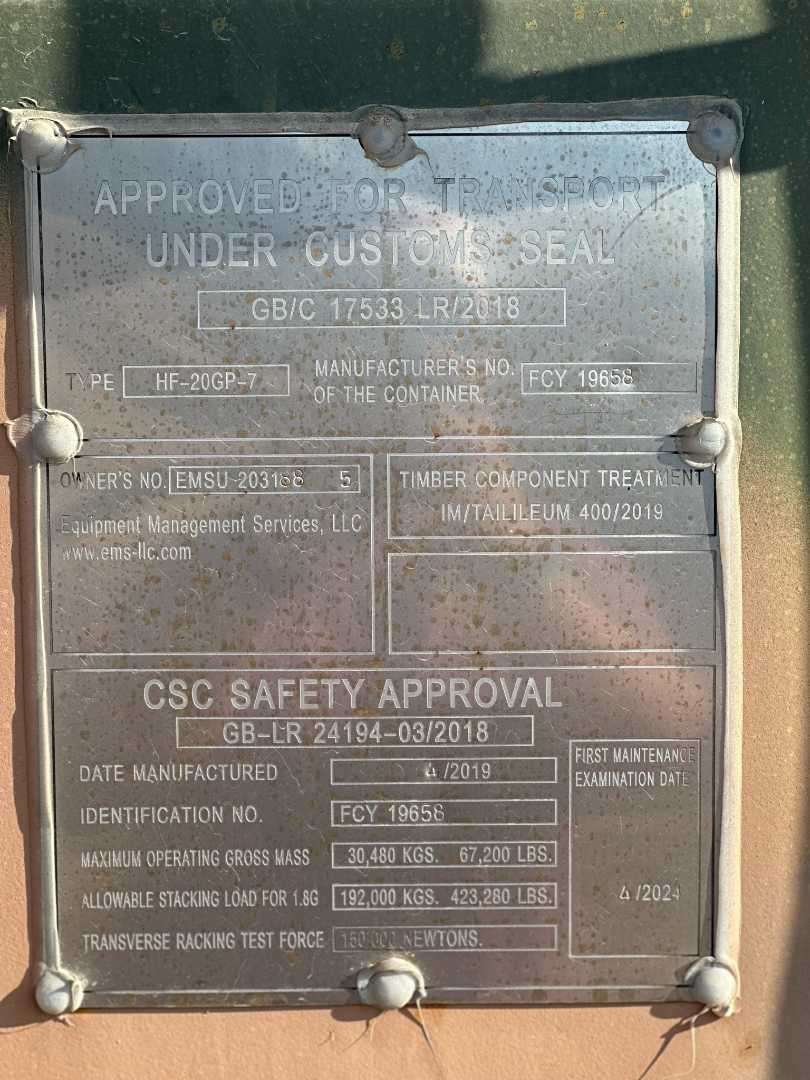 APPROVED FOR TRANSPORT
UNDER CUSTOMS SEAL
GB/C 17533 LR/2018
TYPE HF-20GP-7
MANUFACTURER'S NO.
OF THE CONTAINER
FCY 19658
OWNER'S NO. EMSU 203168 5
Equipment Management Services, LLC
www.ems-llc.com
TIMBER COMPONENT TREATMENT
IM/TAILILEUM 400/2019
CSC SAFETY APPROVAL
GB-LR 24194-03/2018
DATE MANUFACTURED 4/2019
IDENTIFICATION NO. FCY 19658
MAXIMUM OPERATING GROSS MASS 30,480 KGS. 67,200 LBS.
ALLOWABLE STACKING LOAD FOR 1.8G 192,000 KGS. 423,280 LBS.
TRANSVERSE RACKING TEST FORCE 150,000 NEWTONS.
FIRST MAINTENANCE
EXAMINATION DATE
4/2024